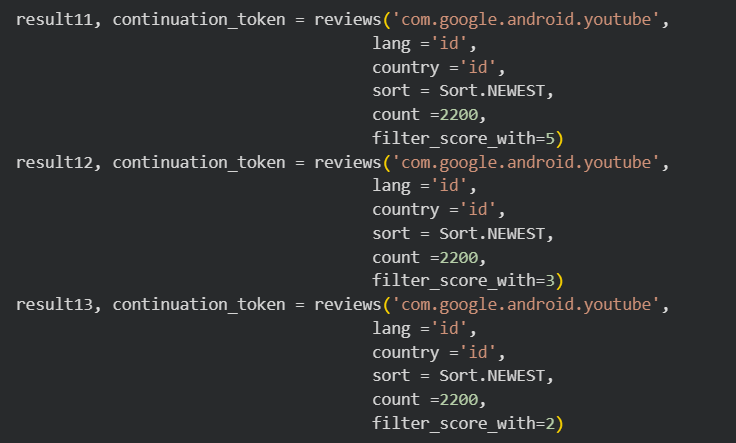 result11, continuation_token = reviews('com.google.android.youtube',
lang ='id',
country ='id',
sort = Sort.NEWEST,
count =2200,
filter_score_with=5)
result12, continuation_token = reviews('com.google.android.youtube',
lang ='id',
country ='id',
sort = Sort.NEWEST,
count =2200,
filter_score_with=3)
result13, continuation_token = reviews('com.google.android.youtube',
lang ='id',
country ='id',
sort = Sort.NEWEST,
count =2200,
filter_score_with=2)